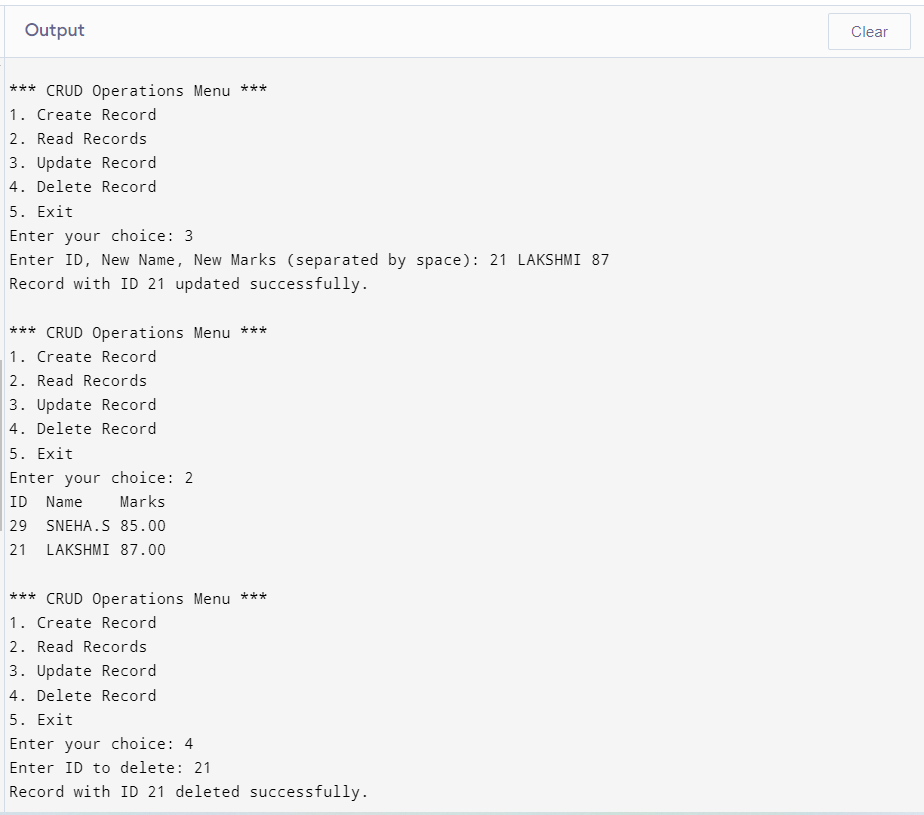 Output
Clear
*** CRUD Operations Menu ***
1. Create Record
2. Read Records
3. Update Record
4. Delete Record
5. Exit
Enter your choice: 3
Enter ID, New Name, New Marks (separated by space): 21 LAKSHMI 87
Record with ID 21 updated successfully.
*** CRUD Operations Menu ***
1. Create Record
2. Read Records
3. Update Record
4. Delete Record
5. Exit
Enter your choice: 2
ID  Name    Marks
29  SNEHA.S 85.00
21  LAKSHMI 87.00
*** CRUD Operations Menu ***
1. Create Record
2. Read Records
3. Update Record
4. Delete Record
5. Exit
Enter your choice: 4
Enter ID to delete: 21
Record with ID 21 deleted successfully.